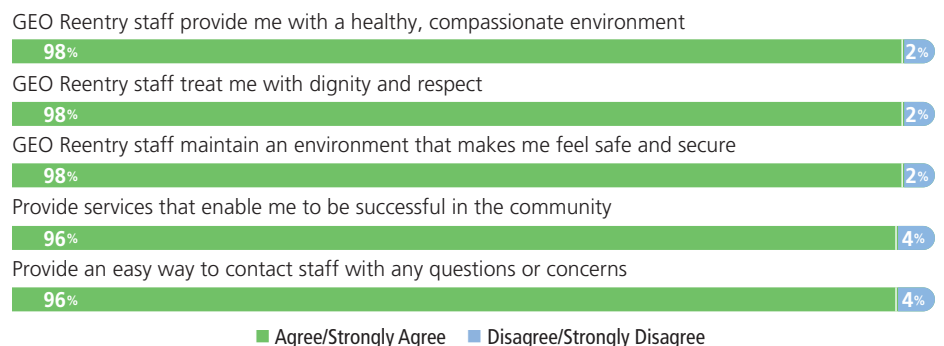 GEO Reentry staff provide me with a healthy, compassionate environment
98% 2%
GEO Reentry staff treat me with dignity and respect
98% 2%
GEO Reentry staff maintain an environment that makes me feel safe and secure
98% 2%
Provide services that enable me to be successful in the community
96% 4%
Provide an easy way to contact staff with any questions or concerns
96% 4%
Agree/Strongly Agree Disagree/Strongly Disagree